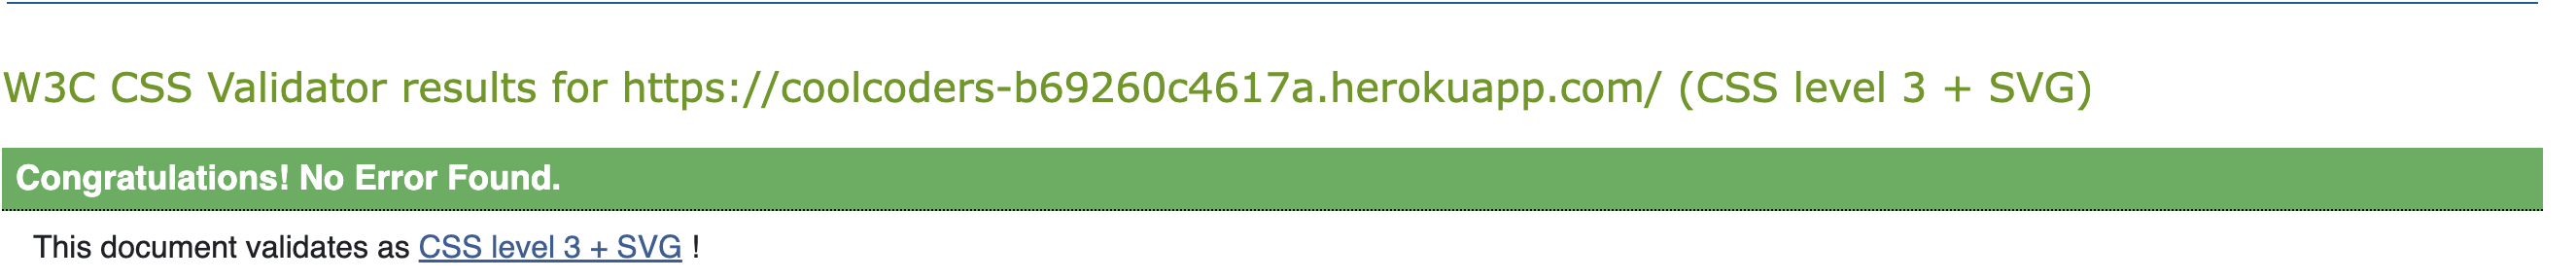 W3C CSS Validator results for https://coolcoders-b69260c4617a.herokuapp.com/ (CSS level 3 + SVG)
Congratulations! No Error Found.
This document validates as CSS level 3 + SVG !